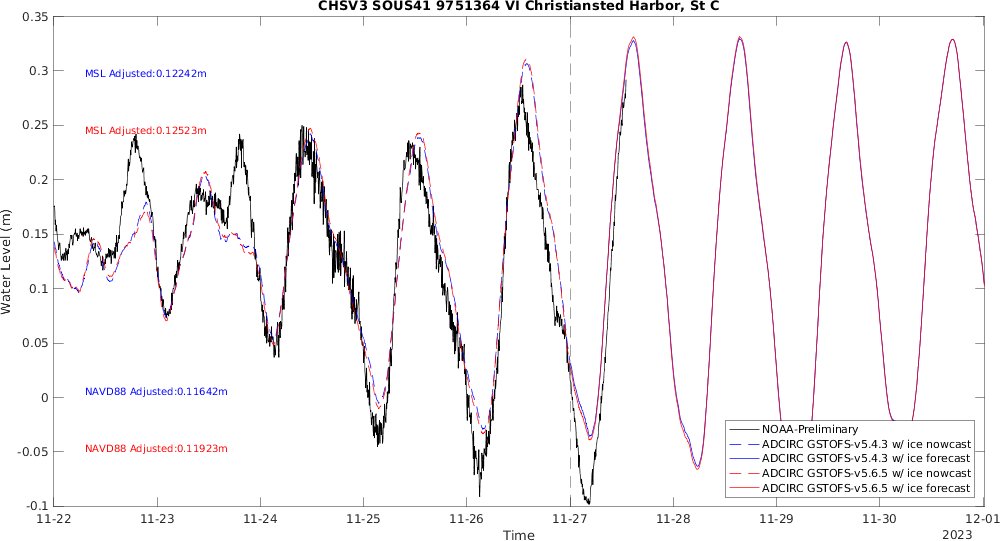 CHSV3 SOUS41 9751364 VI Christiansted Harbor, St C
0.35
0.3
0.25
0.2
0.15
0.1
0.05
0
-0.05
-0.1
Water Level (m)
MSL Adjusted:0.12242m
MSL Adjusted:0.12523m
NAVD88 Adjusted:0.11642m
NAVD88 Adjusted:0.11923m
NOAA-Preliminary
ADCIRC GSTOFS-v5.4.3 w/ ice nowcast
ADCIRC GSTOFS-v5.4.3 w/ ice forecast
ADCIRC GSTOFS-v5.6.5 w/ ice nowcast
ADCIRC GSTOFS-v5.6.5 w/ ice forecast
11-22 11-23 11-24 11-25 11-26 11-27 11-28 11-29 11-30 12-01
Time
2023